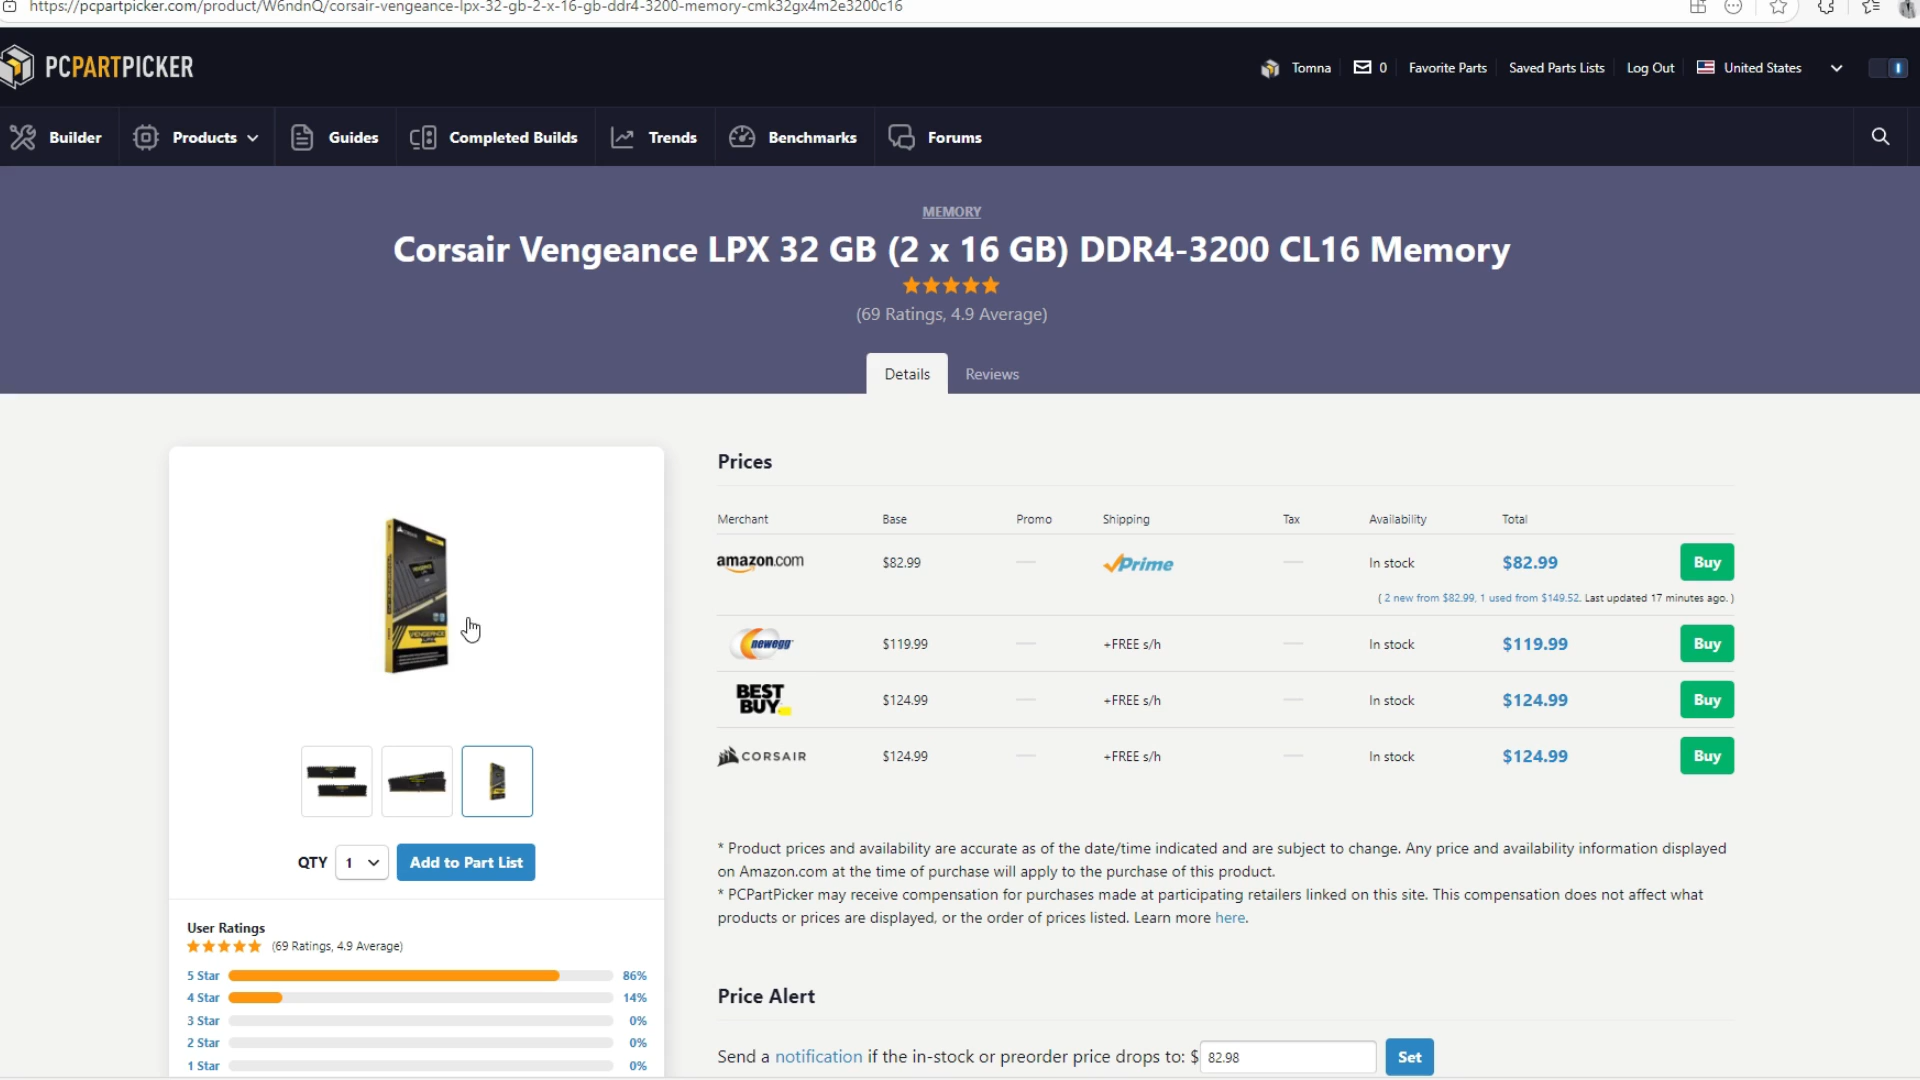 https://pcpartpicker.com/product/W6ndnQ/corsair-vengeance-lpx-32-gb-2-x-16-gb-ddr4-3200-memory-cmk32gx4m2e3200c16
PCPARTPICKER
Tomna 0 Favorite Parts Saved Parts Lists Log Out United States
Builder Products Guides Completed Builds Trends Benchmarks Forums
MEMORY
Corsair Vengeance LPX 32 GB (2 x 16 GB) DDR4-3200 CL16 Memory
(69 Ratings, 4.9 Average)
Details Reviews
Prices
Merchant Base Promo Shipping Tax Availability Total
amazon.com $82.99 — Prime — In stock $82.99 Buy
( 2 new from $82.99, 1 used from $149.52. Last updated 17 minutes ago. )
newegg $119.99 — +FREE s/h — In stock $119.99 Buy
BEST BUY $124.99 — +FREE s/h — In stock $124.99 Buy
CORSAIR $124.99 — +FREE s/h — In stock $124.99 Buy
VENGEANCE
QTY 1 Add to Part List
* Product prices and availability are accurate as of the date/time indicated and are subject to change. Any price and availability information displayed
on Amazon.com at the time of purchase will apply to the purchase of this product.
* PCPartPicker may receive compensation for purchases made at participating retailers linked on this site. This compensation does not affect what
products or prices are displayed, or the order of prices listed. Learn more here.
User Ratings
(69 Ratings, 4.9 Average)
5 Star 86%
4 Star 14%
3 Star 0%
2 Star 0%
1 Star 0%
Price Alert
Send a notification if the in-stock or preorder price drops to: $ 82.98 Set